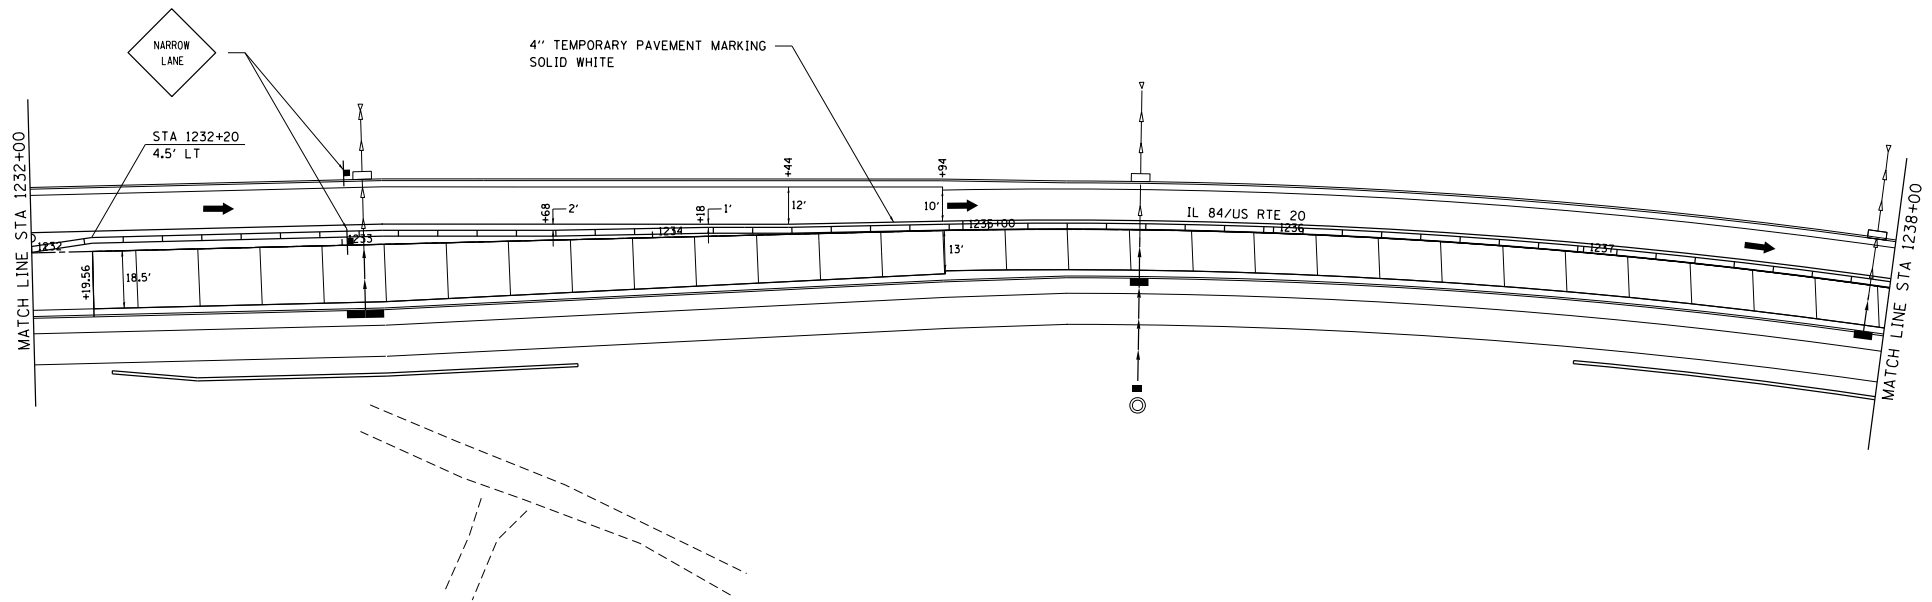 NARROW
LANE
4'' TEMPORARY PAVEMENT MARKING
SOLID WHITE
STA 1232+20
4.5' LT
MATCH LINE STA 1232+00
+44
+94
+68
2'
+18
1'
12'
10'
IL 84/US RTE 20
1232
1233
1234
1235+00
1236
1237
+19.56
18.5'
13'
MATCH LINE STA 1238+00